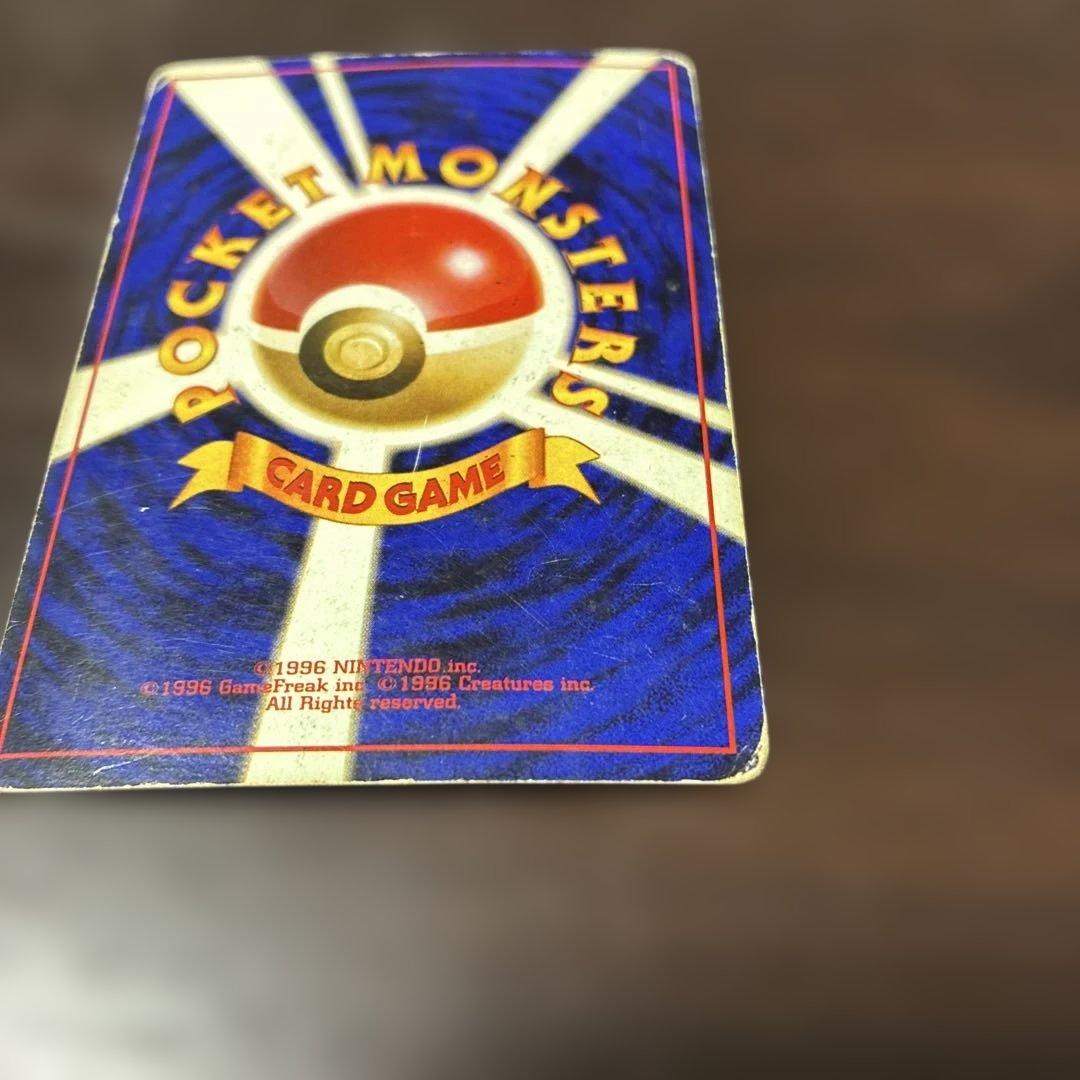 POCKET MONSTERS
CARD GAME
©1996 NINTENDO.inc.
©1996 GameFreak inc. ©1996 Creatures inc.
All Rights reserved.